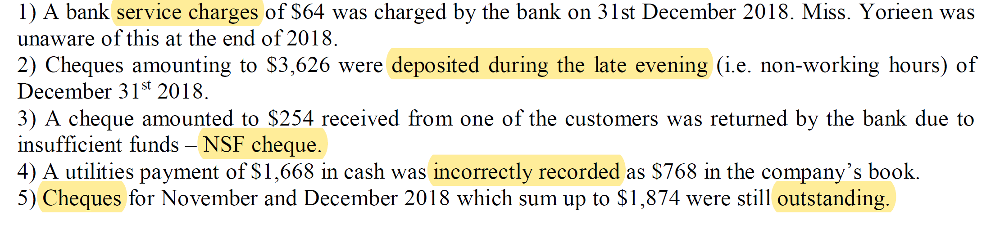 1) A bank service charges of $64 was charged by the bank on 31st December 2018. Miss. Yorieen was
unaware of this at the end of 2018.
2) Cheques amounting to $3,626 were deposited during the late evening (i.e. non-working hours) of
December 31st 2018.
3) A cheque amounted to $254 received from one of the customers was returned by the bank due to
insufficient funds – NSF cheque.
4) A utilities payment of $1,668 in cash was incorrectly recorded as $768 in the company’s book.
5) Cheques for November and December 2018 which sum up to $1,874 were still outstanding.